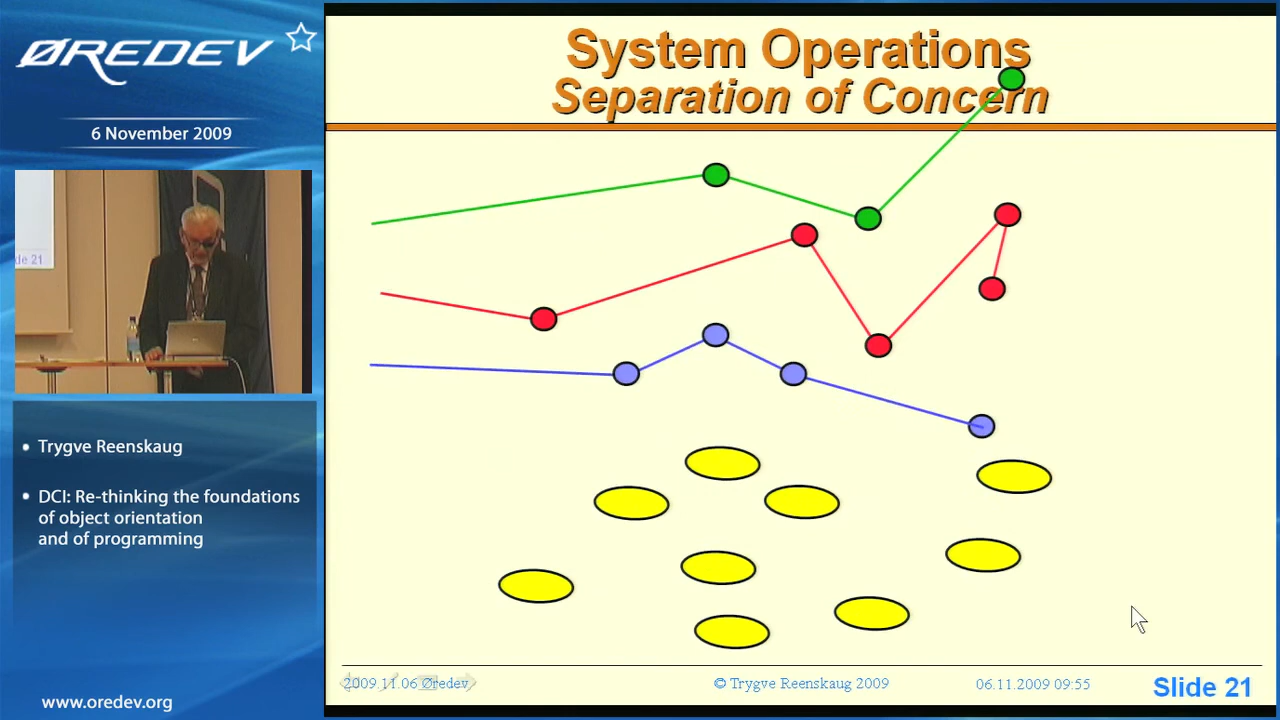 ØREDEV
6 November 2009
de 21
Trygve Reenskaug
DCI: Re-thinking the foundations
of object orientation
and of programming
www.oredev.org
System Operations
Separation of Concern
2009.11.06 Øredev
© Trygve Reenskaug 2009
06.11.2009 09:55
Slide 21